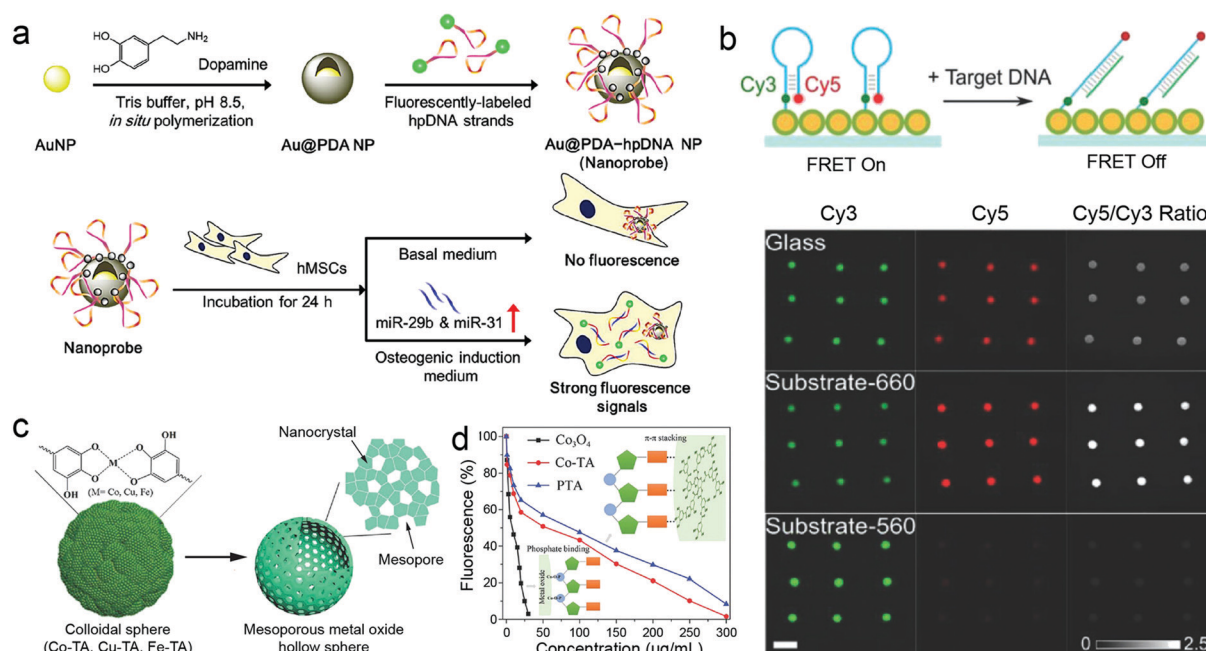 a
HO
HO
NH₂
Dopamine
Tris buffer, pH 8.5,
in situ polymerization
Fluorescently-labeled
hpDNA strands
AuNP
Au@PDA NP
Au@PDA–hpDNA NP
(Nanoprobe)
Nanoprobe
hMSCs
Incubation for 24 h
Basal medium
miR-29b & miR-31
Osteogenic induction
medium
No fluorescence
Strong fluorescence
signals
b
Cy3
Cy5
+ Target DNA
FRET On
FRET Off
Cy3
Cy5
Cy5/Cy3 Ratio
Glass
Substrate-660
Substrate-560
0
2.5
c
OH
O
O
M
O
O
OH
(M= Co, Cu, Fe)
Colloidal sphere
(Co-TA, Cu-TA, Fe-TA)
Nanocrystal
Mesopore
Mesoporous metal oxide
hollow sphere
d
Fluorescence (%)
100
80
60
40
20
0
Co₃O₄
Co-TA
PTA
π-π stacking
Phosphate binding
Metal oxide
0
50
100
150
200
250
300
Concentration (ug/mL)